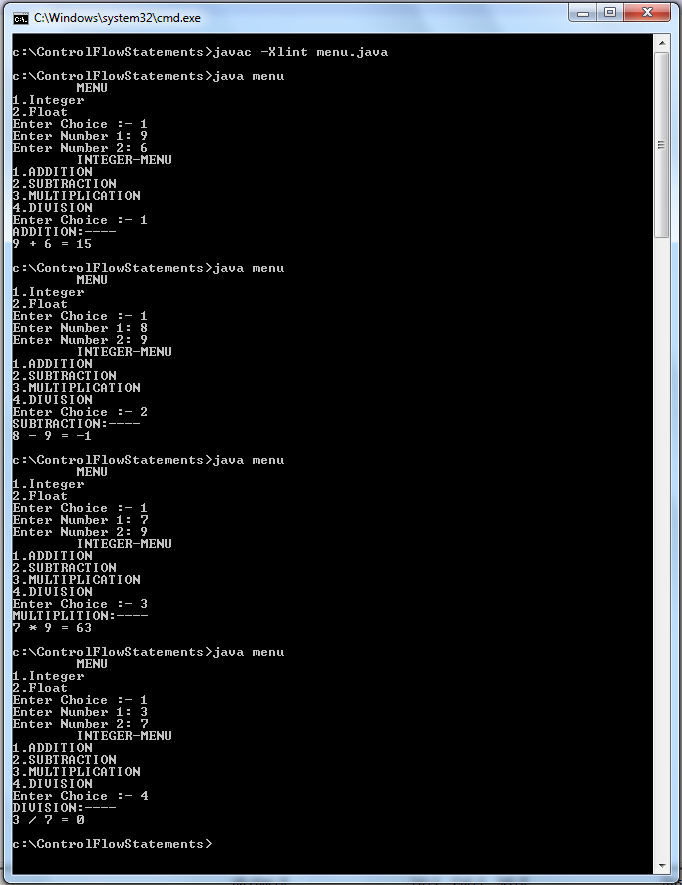 C:\Windows\system32\cmd.exe
c:\ControlFlowStatements>javac -Xlint menu.java
c:\ControlFlowStatements>java menu
MENU
1.Integer
2.Float
Enter Choice :- 1
Enter Number 1: 9
Enter Number 2: 6
INTEGER-MENU
1.ADDITION
2.SUBTRACTION
3.MULTIPLICATION
4.DIVISION
Enter Choice :- 1
ADDITION:----
9 + 6 = 15
c:\ControlFlowStatements>java menu
MENU
1.Integer
2.Float
Enter Choice :- 1
Enter Number 1: 8
Enter Number 2: 9
INTEGER-MENU
1.ADDITION
2.SUBTRACTION
3.MULTIPLICATION
4.DIVISION
Enter Choice :- 2
SUBTRACTION:----
8 - 9 = -1
c:\ControlFlowStatements>java menu
MENU
1.Integer
2.Float
Enter Choice :- 1
Enter Number 1: 7
Enter Number 2: 9
INTEGER-MENU
1.ADDITION
2.SUBTRACTION
3.MULTIPLICATION
4.DIVISION
Enter Choice :- 3
MULTIPLITION:----
7 * 9 = 63
c:\ControlFlowStatements>java menu
MENU
1.Integer
2.Float
Enter Choice :- 1
Enter Number 1: 3
Enter Number 2: 7
INTEGER-MENU
1.ADDITION
2.SUBTRACTION
3.MULTIPLICATION
4.DIVISION
Enter Choice :- 4
DIVISION:----
3 / 7 = 0
c:\ControlFlowStatements>